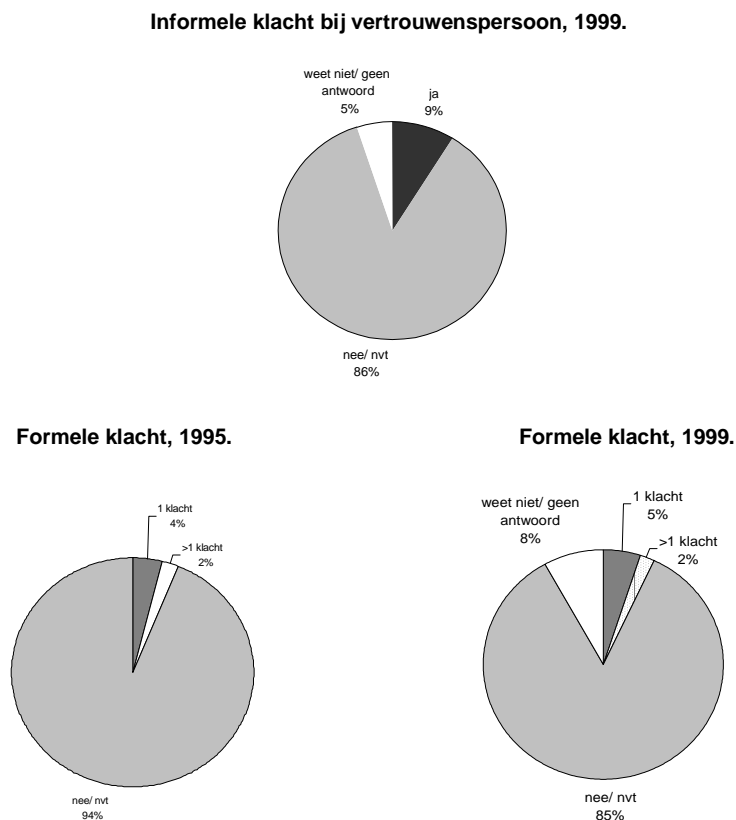 Informele klacht bij vertrouwenspersoon, 1999.
weet niet/ geen
antwoord
5%
ja
9%
nee/ nvt
86%
Formele klacht, 1995.
1 klacht
4%
>1 klacht
2%
nee/ nvt
94%
Formele klacht, 1999.
weet niet/ geen
antwoord
8%
1 klacht
5%
>1 klacht
2%
nee/ nvt
85%